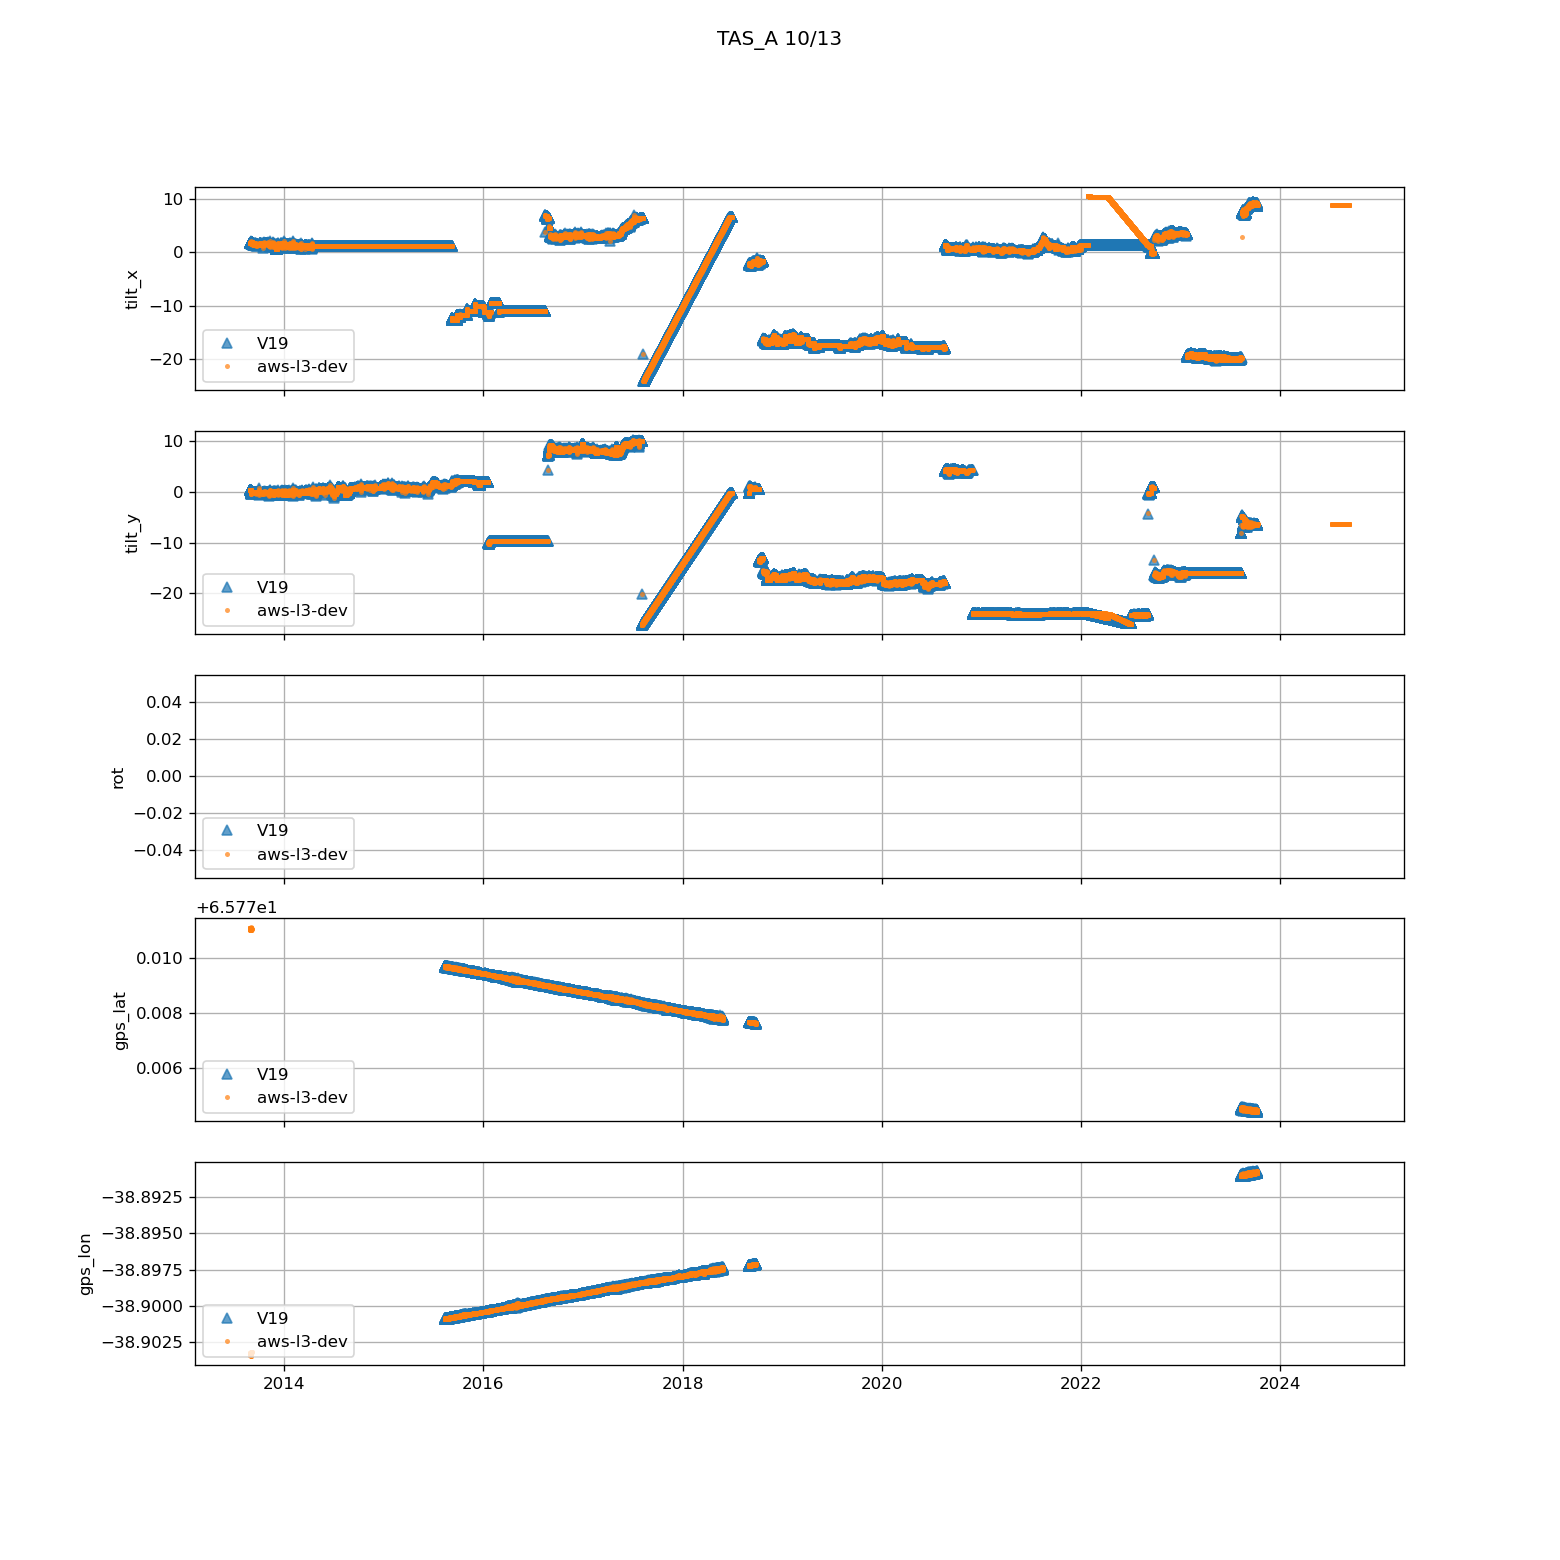 TAS_A 10/13
10
0
−10
−20
tilt_x
V19
aws-l3-dev
10
0
−10
−20
tilt_y
V19
aws-l3-dev
0.04
0.02
0.00
−0.02
−0.04
rot
V19
aws-l3-dev
+6.577e1
0.010
0.008
0.006
gps_lat
V19
aws-l3-dev
−38.8925
−38.8950
−38.8975
−38.9000
−38.9025
gps_lon
V19
aws-l3-dev
2014 2016 2018 2020 2022 2024